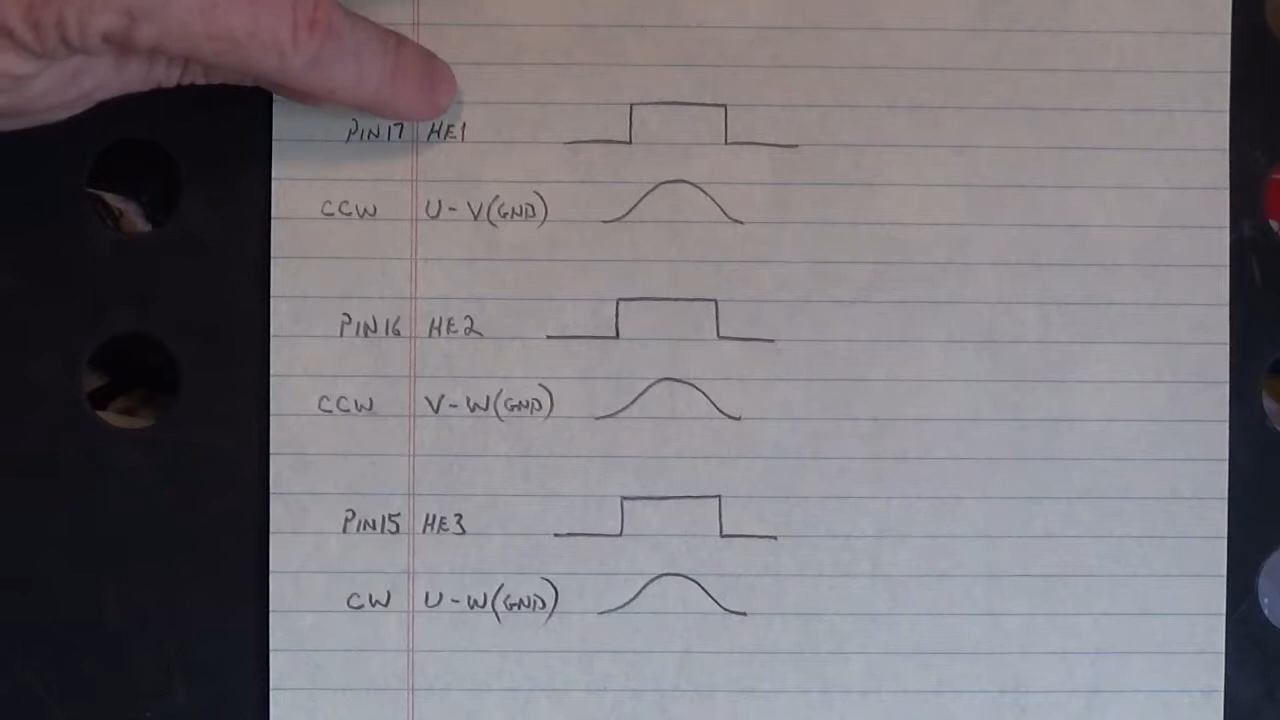 PIN17 HE1
CCW U-V(GND)
PIN16 HE2
CCW V-W(GND)
PIN15 HE3
CW U-W(GND)